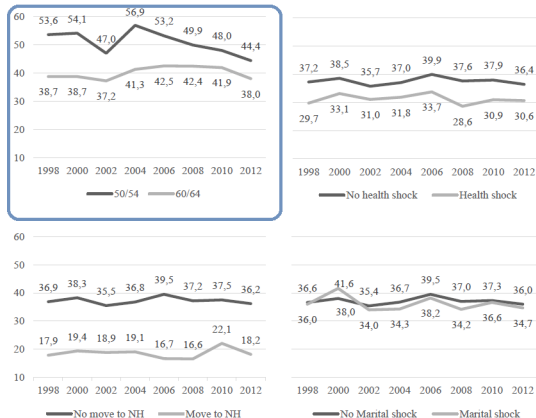 60
50
40
30
20
10
53,6 54,1 47,0 56,9 53,2 49,9 48,0 44,4
38,7 38,7 37,2 41,3 42,5 42,4 41,9 38,0
1998 2000 2002 2004 2006 2008 2010 2012
50/54 60/64
37,2 38,5 35,7 37,0 39,9 37,6 37,9 36,4
29,7 33,1 31,0 31,8 33,7 28,6 30,9 30,6
1998 2000 2002 2004 2006 2008 2010 2012
No health shock Health shock
60
50
40
30
20
10
36,9 38,3 35,5 36,8 39,5 37,2 37,5 36,2
17,9 19,4 18,9 19,1 16,7 16,6 22,1 18,2
1998 2000 2002 2004 2006 2008 2010 2012
No move to NH Move to NH
36,6 41,6 35,4 36,7 39,5 37,0 37,3 36,0
36,0 38,0 34,0 34,3 38,2 34,2 36,6 34,7
1998 2000 2002 2004 2006 2008 2010 2012
No Marital shock Marital shock